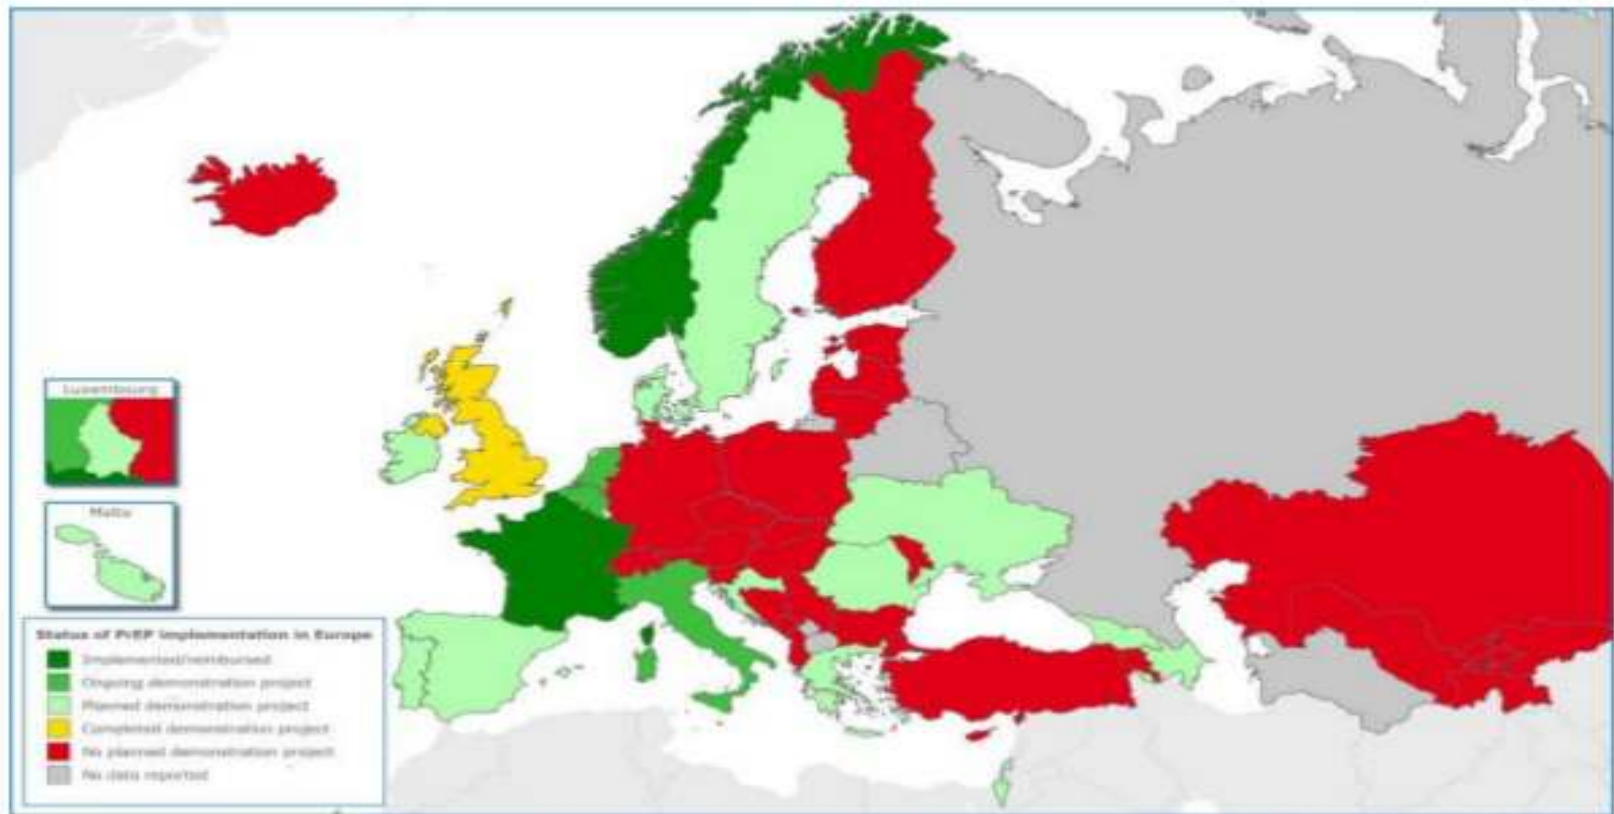 Luxembourg
Malta
Status of PrEP implementation in Europe
Implemented/reimbursed
Ongoing demonstration project
Planned demonstration project
Completed demonstration project
No planned demonstration project
No data reported